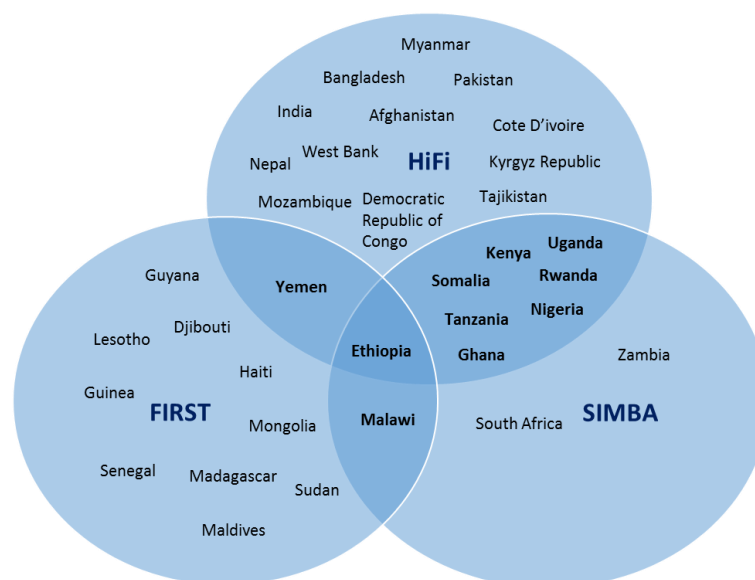 Myanmar
Bangladesh
Pakistan
India
Afghanistan
Cote D’ivoire
West Bank
HiFi
Nepal
Kyrgyz Republic
Mozambique
Democratic
Republic of
Congo
Tajikistan
Kenya
Uganda
Somalia
Rwanda
Tanzania
Nigeria
Ghana
Yemen
Ethiopia
Malawi
Guyana
Lesotho
Djibouti
Haiti
Guinea
FIRST
Mongolia
Senegal
Madagascar
Sudan
Maldives
Zambia
South Africa
SIMBA